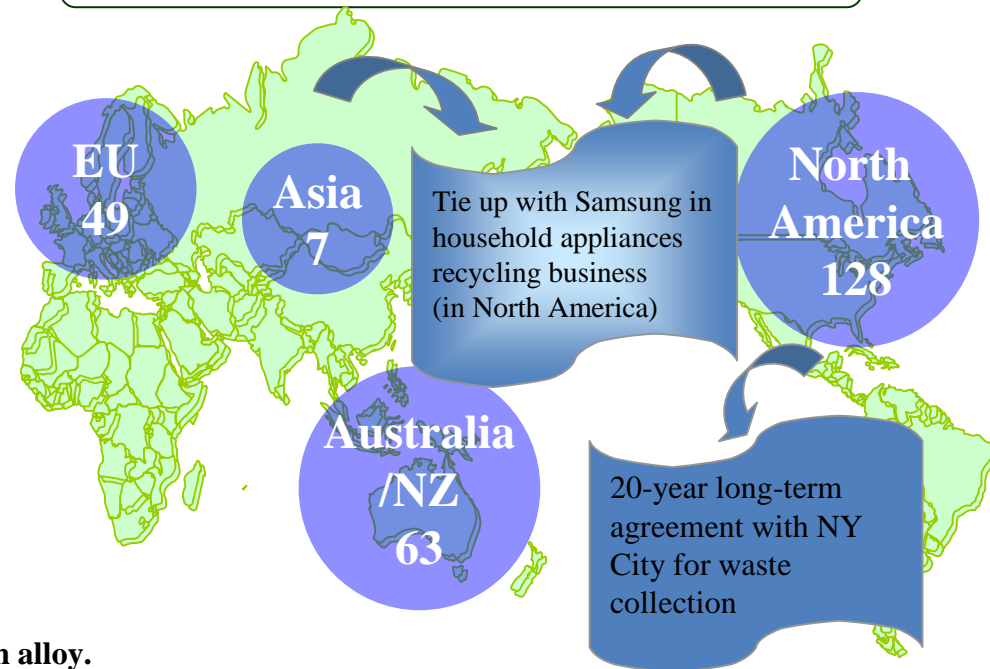 EU
49
Asia
7
Tie up with Samsung in
household appliances
recycling business
(in North America)
North
America
128
Australia
/NZ
63
20-year long-term
agreement with NY
City for waste
collection
alloy.